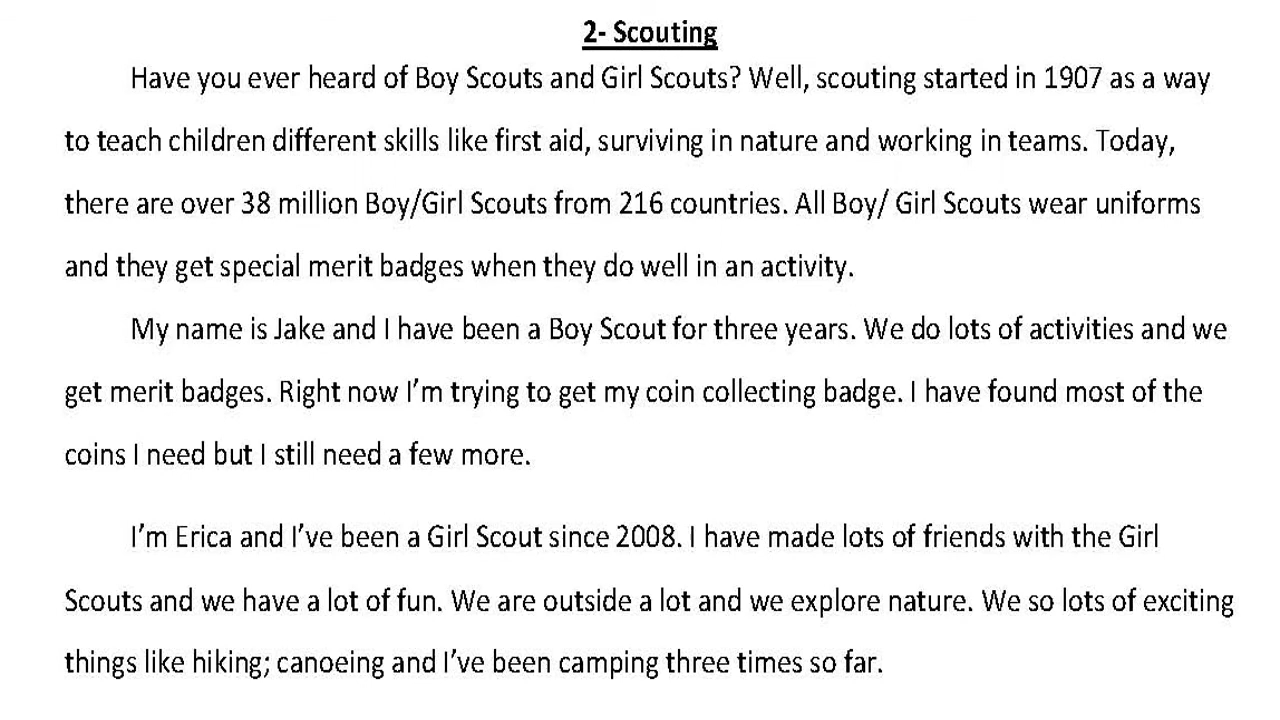 2- Scouting
Have you ever heard of Boy Scouts and Girl Scouts? Well, scouting started in 1907 as a way
to teach children different skills like first aid, surviving in nature and working in teams. Today,
there are over 38 million Boy/Girl Scouts from 216 countries. All Boy/ Girl Scouts wear uniforms
and they get special merit badges when they do well in an activity.
My name is Jake and I have been a Boy Scout for three years. We do lots of activities and we
get merit badges. Right now I’m trying to get my coin collecting badge. I have found most of the
coins I need but I still need a few more.
I’m Erica and I’ve been a Girl Scout since 2008. I have made lots of friends with the Girl
Scouts and we have a lot of fun. We are outside a lot and we explore nature. We so lots of exciting
things like hiking; canoeing and I’ve been camping three times so far.